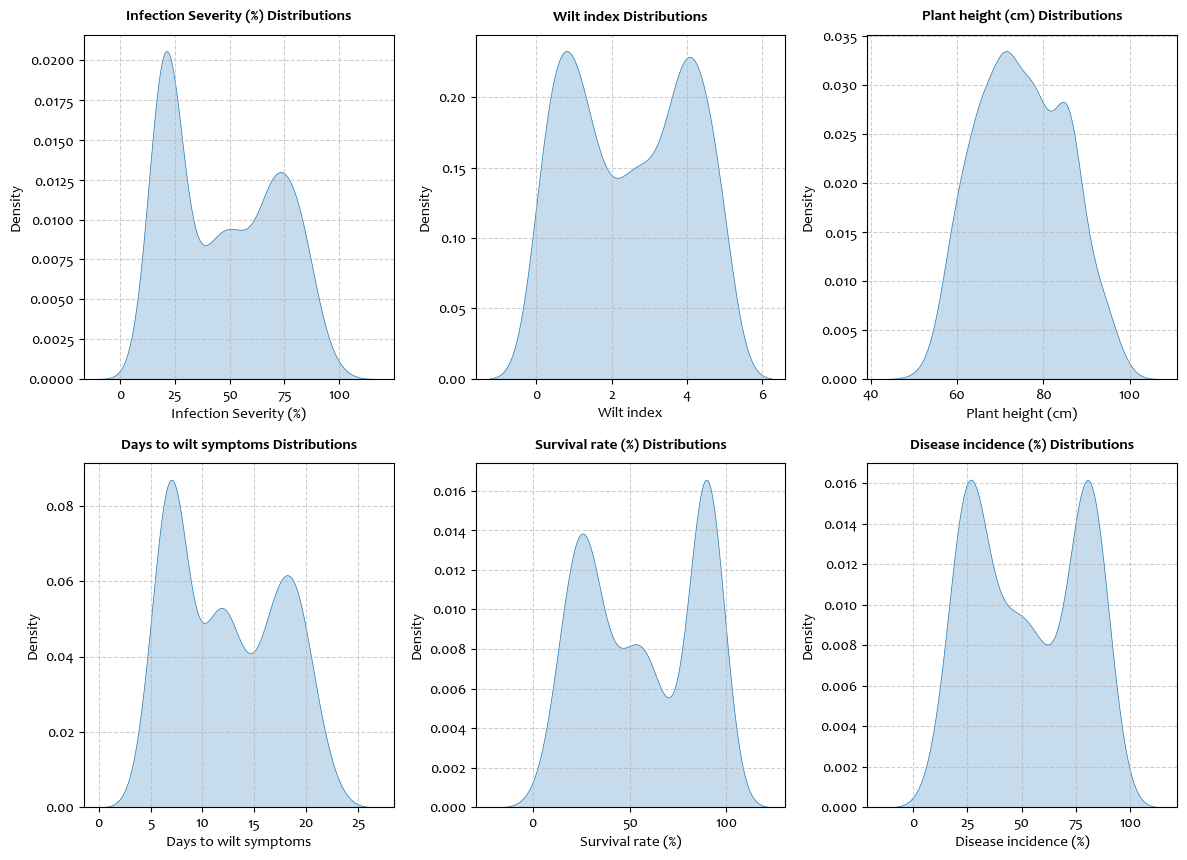 Infection Severity (%) Distributions
Density
0.0200
0.0175
0.0150
0.0125
0.0100
0.0075
0.0050
0.0025
0.0000
0 25 50 75 100
Infection Severity (%)
Wilt index Distributions
Density
0.20
0.15
0.10
0.05
0.00
0 2 4 6
Wilt index
Plant height (cm) Distributions
Density
0.035
0.030
0.025
0.020
0.015
0.010
0.005
0.000
40 60 80 100
Plant height (cm)
Days to wilt symptoms Distributions
Density
0.08
0.06
0.04
0.02
0.00
0 5 10 15 20 25
Days to wilt symptoms
Survival rate (%) Distributions
Density
0.016
0.014
0.012
0.010
0.008
0.006
0.004
0.002
0.000
0 50 100
Survival rate (%)
Disease incidence (%) Distributions
Density
0.016
0.014
0.012
0.010
0.008
0.006
0.004
0.002
0.000
0 25 50 75 100
Disease incidence (%)